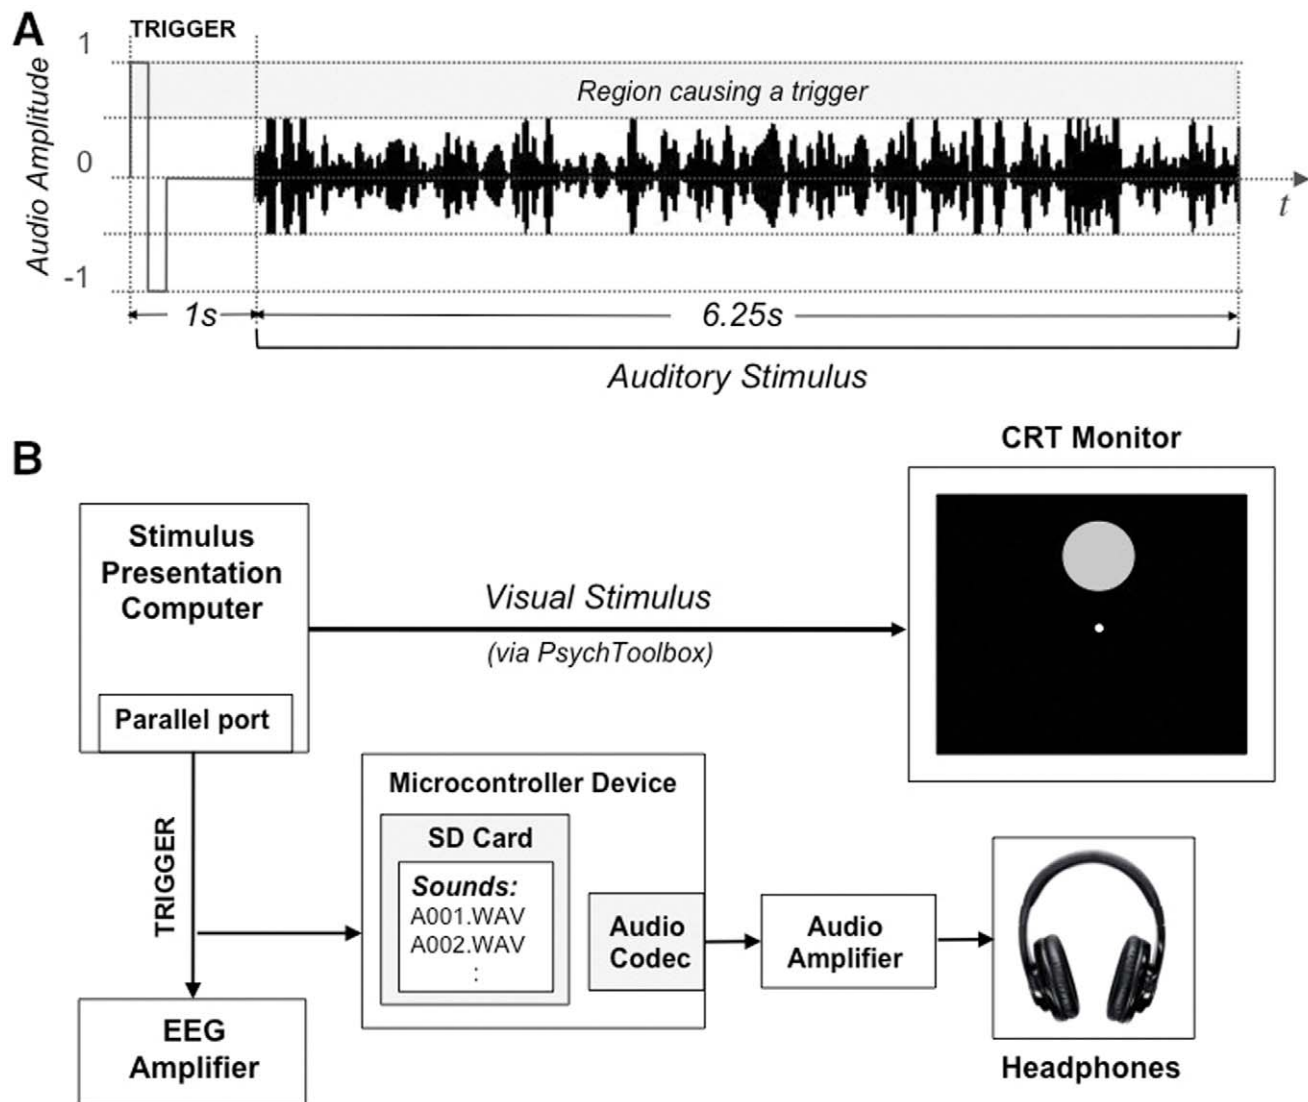 A
TRIGGER
1
Audio Amplitude
Region causing a trigger
0
t
-1
1s
6.25s
Auditory Stimulus
B
CRT Monitor
Stimulus
Presentation
Computer
Visual Stimulus
(via PsychToolbox)
Parallel port
TRIGGER
Microcontroller Device
SD Card
Sounds:
A001.WAV
A002.WAV
:
Audio
Codec
Audio
Amplifier
EEG
Amplifier
Headphones